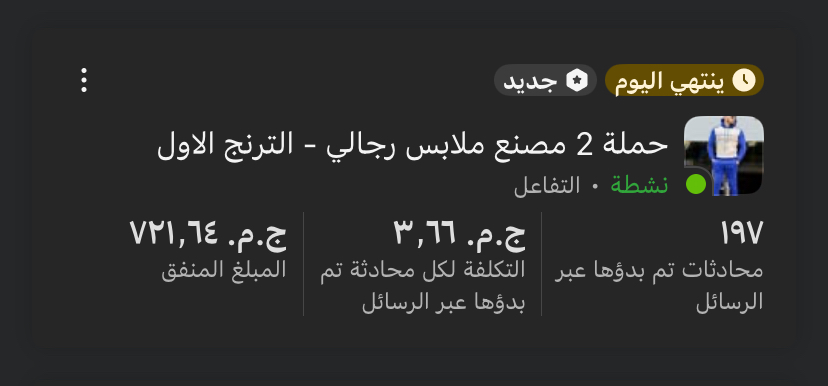 ينتهي اليوم جديد
حملة 2 مصنع ملابس رجالي - الترنج الاول
نشطة • التفاعل
١٩٧ ج.م. ٣,٦٦ ج.م. ٧٢١,٦٤
محادثات تم بدؤها عبر التكلفة لكل محادثة تم المبلغ المنفق
الرسائل بدؤها عبر الرسائل